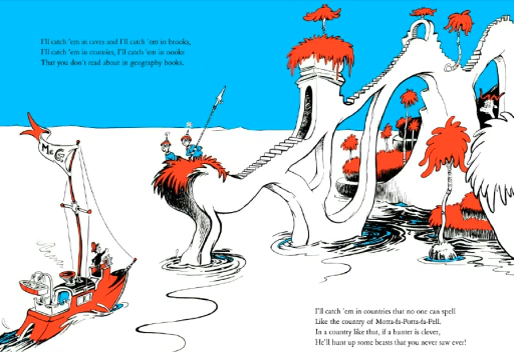 I'll catch 'em in caves and I'll catch 'em in brooks,
I'll catch 'em in crannies, I'll catch 'em in nooks
That you don't read about in geography books.
McG.
I'll catch 'em in countries that no one can spell
Like the country of Motta-fa-Potta-fa-Pell.
In a country like that, if a hunter is clever,
He'll hunt up some beasts that you never saw ever!